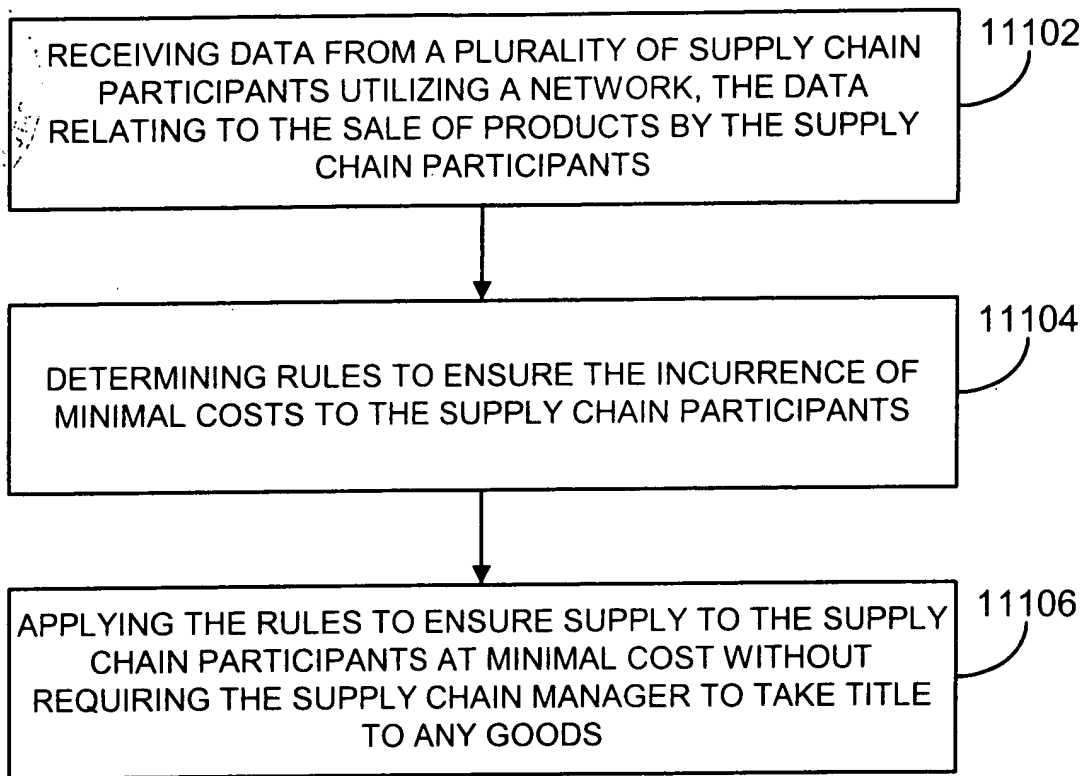 RECEIVING DATA FROM A PLURALITY OF SUPPLY CHAIN
PARTICIPANTS UTILIZING A NETWORK, THE DATA
RELATING TO THE SALE OF PRODUCTS BY THE SUPPLY
CHAIN PARTICIPANTS
11102
DETERMINING RULES TO ENSURE THE INCURRENCE OF
MINIMAL COSTS TO THE SUPPLY CHAIN PARTICIPANTS
11104
APPLYING THE RULES TO ENSURE SUPPLY TO THE SUPPLY
CHAIN PARTICIPANTS AT MINIMAL COST WITHOUT
REQUIRING THE SUPPLY CHAIN MANAGER TO TAKE TITLE
TO ANY GOODS
11106